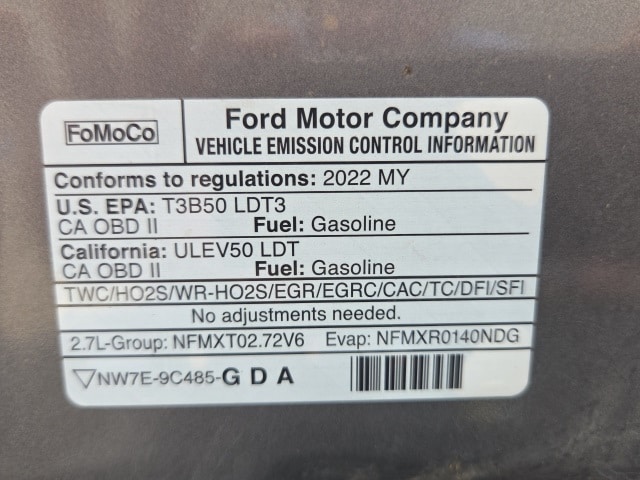 FoMoCo
Ford Motor Company
VEHICLE EMISSION CONTROL INFORMATION
Conforms to regulations: 2022 MY
U.S. EPA: T3B50 LDT3
CA OBD II Fuel: Gasoline
California: ULEV50 LDT
CA OBD II Fuel: Gasoline
TWC/HO2S/WR-HO2S/EGR/EGRC/CAC/TC/DFI/SFI
No adjustments needed.
2.7L-Group: NFMXT02.72V6 Evap: NFMXR0140NDG
▽NW7E-9C485-G D A